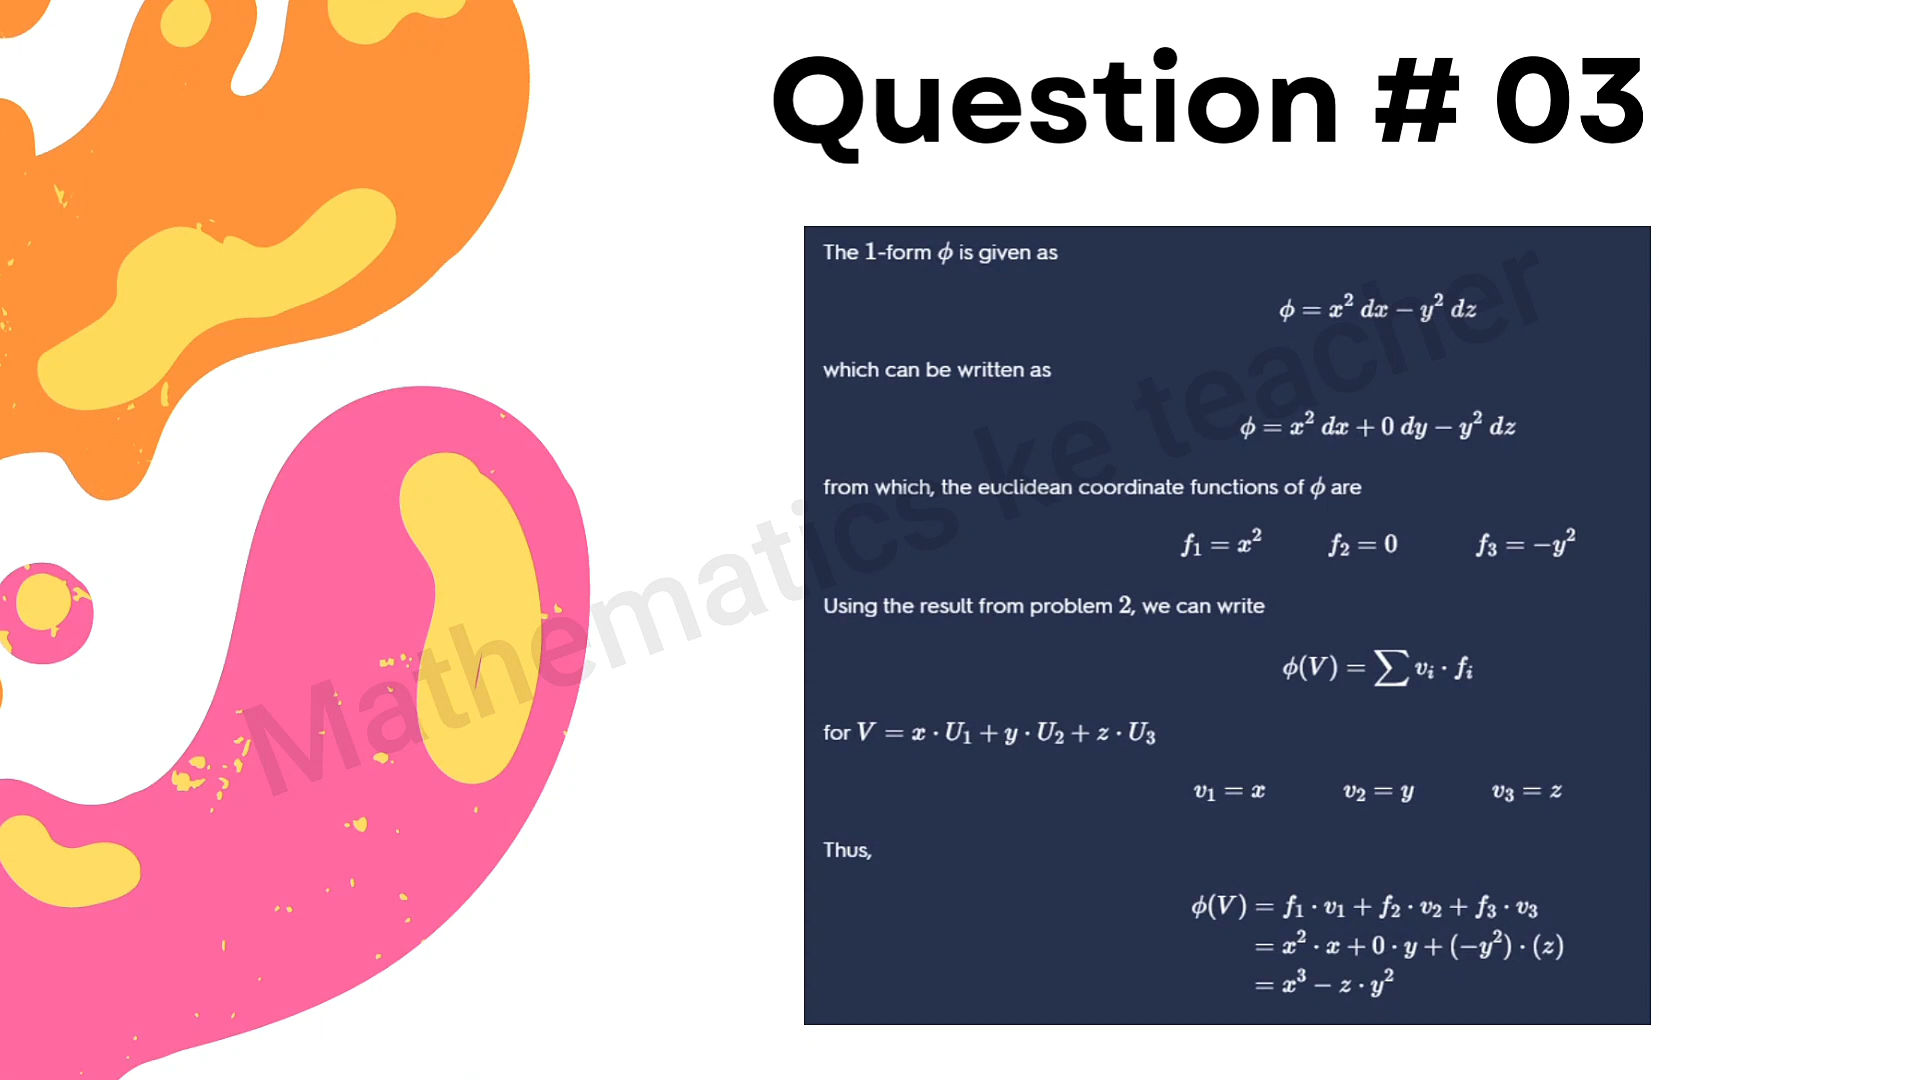 Question # 03
The 1-form ϕ is given as
ϕ = x² dx − y² dz
which can be written as
ϕ = x² dx + 0 dy − y² dz
from which, the euclidean coordinate functions of ϕ are
f₁ = x² f₂ = 0 f₃ = −y²
Using the result from problem 2, we can write
ϕ(V) = ∑ vᵢ · fᵢ
for V = x · U₁ + y · U₂ + z · U₃
v₁ = x v₂ = y v₃ = z
Thus,
ϕ(V) = f₁ · v₁ + f₂ · v₂ + f₃ · v₃
= x² · x + 0 · y + (−y²) · (z)
= x³ − z · y²
Mathematics ke teacher